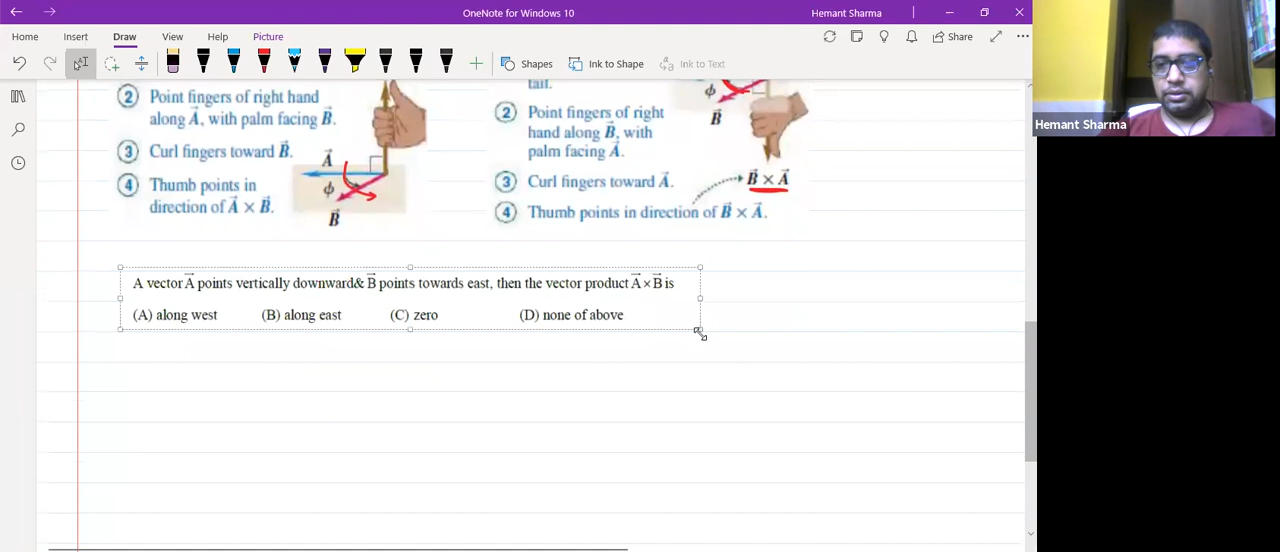 OneNote for Windows 10
Hemant Sharma
Home Insert Draw View Help Picture
Share
Shapes Ink to Shape Ink to Text
2 Point fingers of right hand
along A⃗, with palm facing B⃗.
3 Curl fingers toward B⃗.
4 Thumb points in
direction of A⃗ × B⃗.
A⃗
ϕ
B⃗
tail.
2 Point fingers of right
hand along B⃗, with
palm facing A⃗.
3 Curl fingers toward A⃗.
4 Thumb points in direction of B⃗ × A⃗.
ϕ
B⃗
B⃗ × A⃗
A vector A⃗ points vertically downward& B⃗ points towards east, then the vector product A⃗ × B⃗ is
(A) along west (B) along east (C) zero (D) none of above
Hemant Sharma